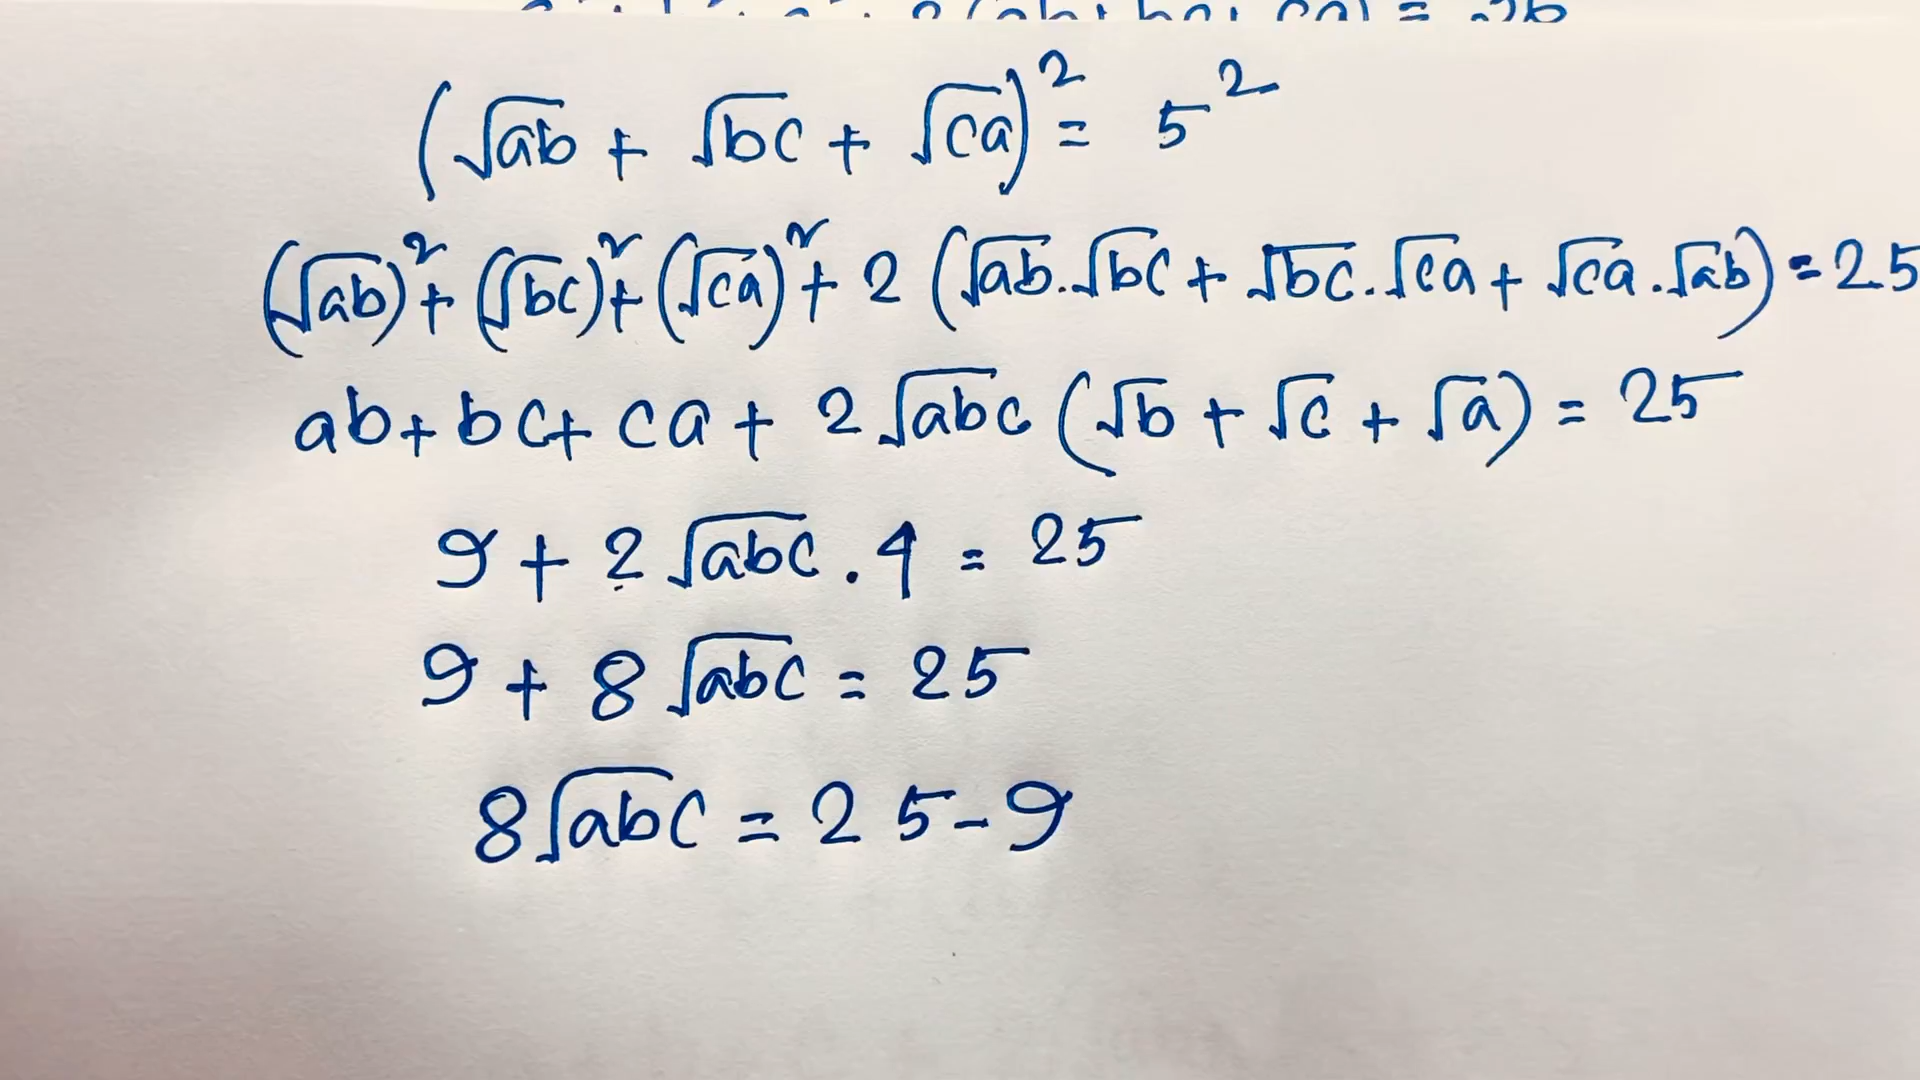 (√ab + √bc + √ca)² = 5²
(√ab)² + (√bc)² + (√ca)² + 2 (√ab.√bc + √bc.√ca + √ca.√ab) = 25
ab + bc + ca + 2√abc (√b + √c + √a) = 25
9 + 2√abc . 4 = 25
9 + 8√abc = 25
8√abc = 25 - 9